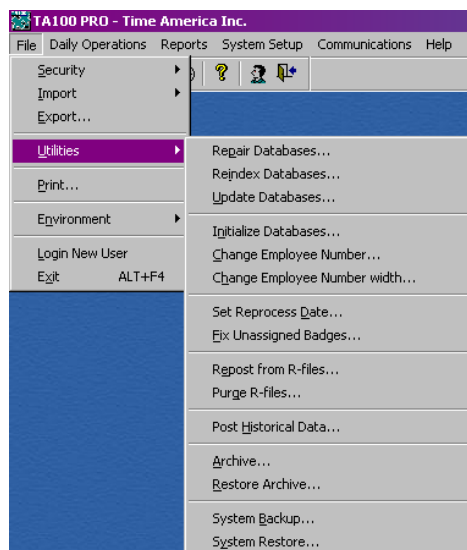 TA100 PRO - Time America Inc.
File Daily Operations Reports System Setup Communications Help
Security
Import
Export...
Utilities
Print...
Environment
Login New User
Exit ALT+F4
Repair Databases...
Reindex Databases...
Update Databases...
Initialize Databases...
Change Employee Number...
Change Employee Number width...
Set Reprocess Date...
Fix Unassigned Badges...
Repost from R-files...
Purge R-files...
Post Historical Data...
Archive...
Restore Archive...
System Backup...
System Restore...